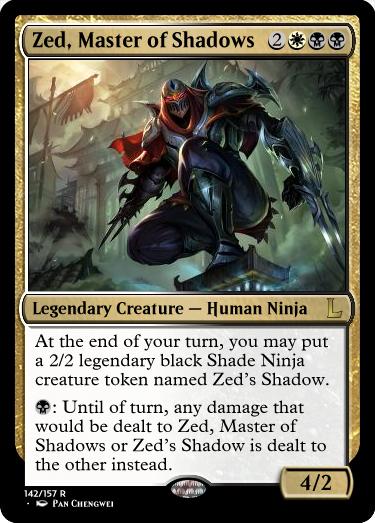 Zed, Master of Shadows 2
Legendary Creature — Human Ninja L
At the end of your turn, you may put
a 2/2 legendary black Shade Ninja
creature token named Zed's Shadow.
: Until of turn, any damage that
would be dealt to Zed, Master of
Shadows or Zed's Shadow is dealt to
the other instead.
4/2
142/157 R
· Pan Chengwei